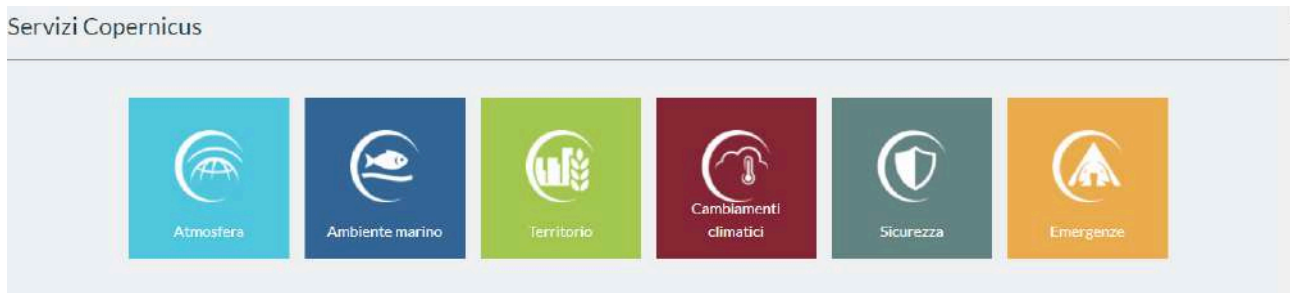 Servizi Copernicus
Atmosfera
Ambiente marino
Territorio
Cambiamenti
climatici
Sicurezza
Emergenze